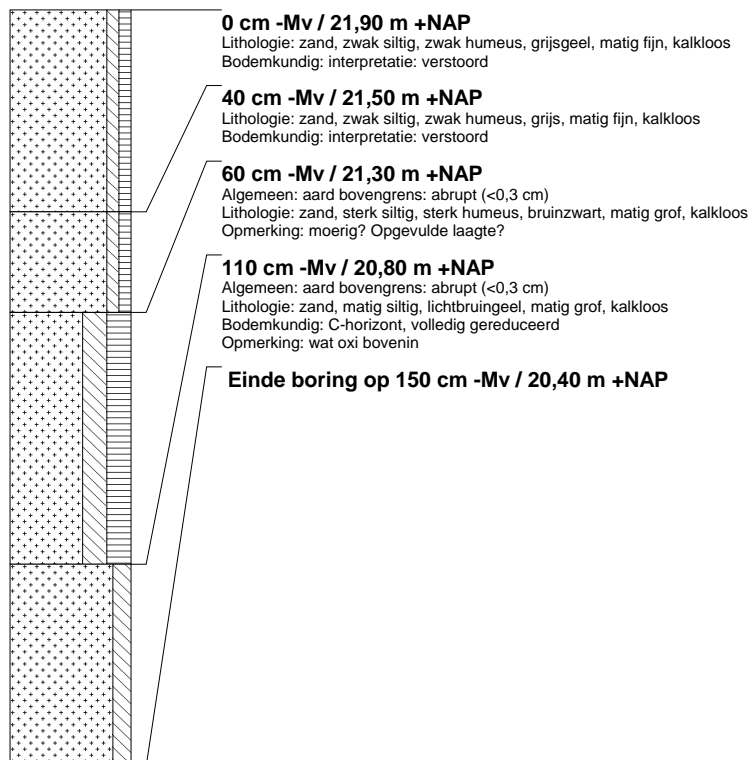 0 cm -Mv / 21,90 m +NAP
Lithologie: zand, zwak siltig, zwak humeus, grijsgeel, matig fijn, kalkloos
Bodemkundig: interpretatie: verstoord
40 cm -Mv / 21,50 m +NAP
Lithologie: zand, zwak siltig, zwak humeus, grijs, matig fijn, kalkloos
Bodemkundig: interpretatie: verstoord
60 cm -Mv / 21,30 m +NAP
Algemeen: aard bovengrens: abrupt (<0,3 cm)
Lithologie: zand, sterk siltig, sterk humeus, bruinzwart, matig grof, kalkloos
Opmerking: moerig? Opgevulde laagte?
110 cm -Mv / 20,80 m +NAP
Algemeen: aard bovengrens: abrupt (<0,3 cm)
Lithologie: zand, matig siltig, lichtbruingeel, matig grof, kalkloos
Bodemkundig: C-horizont, volledig gereduceerd
Opmerking: wat oxi bovenin
Einde boring op 150 cm -Mv / 20,40 m +NAP